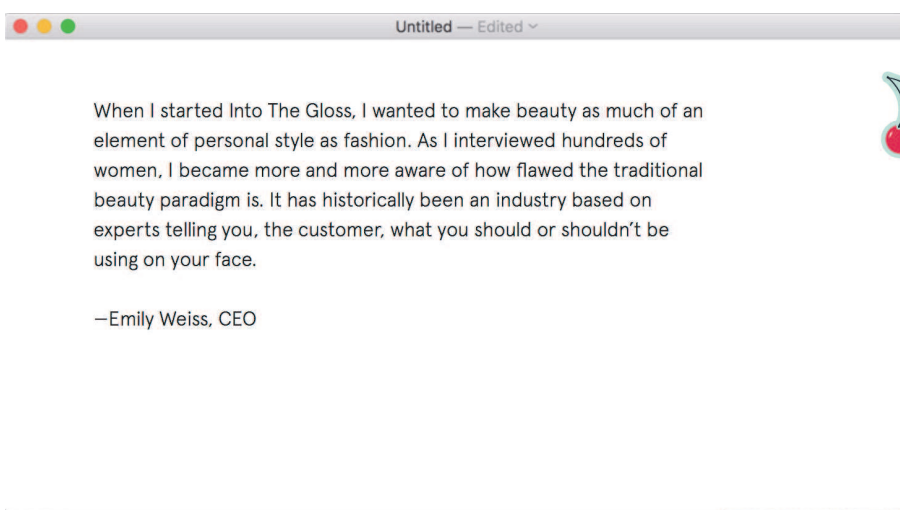 Untitled — Edited
When I started Into The Gloss, I wanted to make beauty as much of an
element of personal style as fashion. As I interviewed hundreds of
women, I became more and more aware of how flawed the traditional
beauty paradigm is. It has historically been an industry based on
experts telling you, the customer, what you should or shouldn’t be
using on your face.
—Emily Weiss, CEO